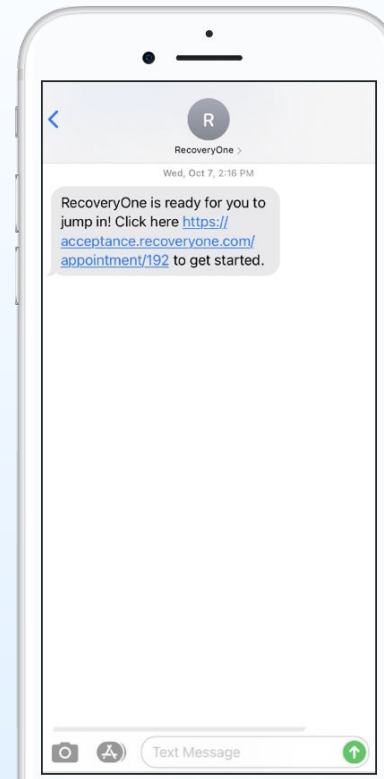 R
RecoveryOne >
Wed, Oct 7, 2:16 PM
RecoveryOne is ready for you to
jump in! Click here https://
acceptance.recoveryone.com/
appointment/192 to get started.
Text Message